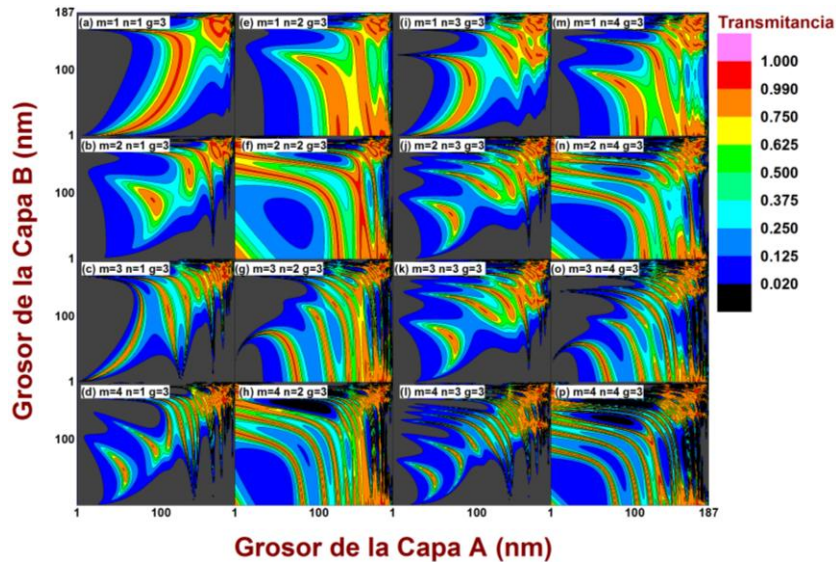 187
(a) m=1 n=1 g=3
(e) m=1 n=2 g=3
(i) m=1 n=3 g=3
(m) m=1 n=4 g=3
Transmitancia
1.000
0.990
0.750
0.625
0.500
0.375
0.250
0.125
0.020
100
1
(b) m=2 n=1 g=3
(f) m=2 n=2 g=3
(j) m=2 n=3 g=3
(n) m=2 n=4 g=3
100
1
(c) m=3 n=1 g=3
(g) m=3 n=2 g=3
(k) m=3 n=3 g=3
(o) m=3 n=4 g=3
100
1
(d) m=4 n=1 g=3
(h) m=4 n=2 g=3
(l) m=4 n=3 g=3
(p) m=4 n=4 g=3
100
1 100 1 100 1 100 1 100 187
Grosor de la Capa B (nm)
Grosor de la Capa A (nm)